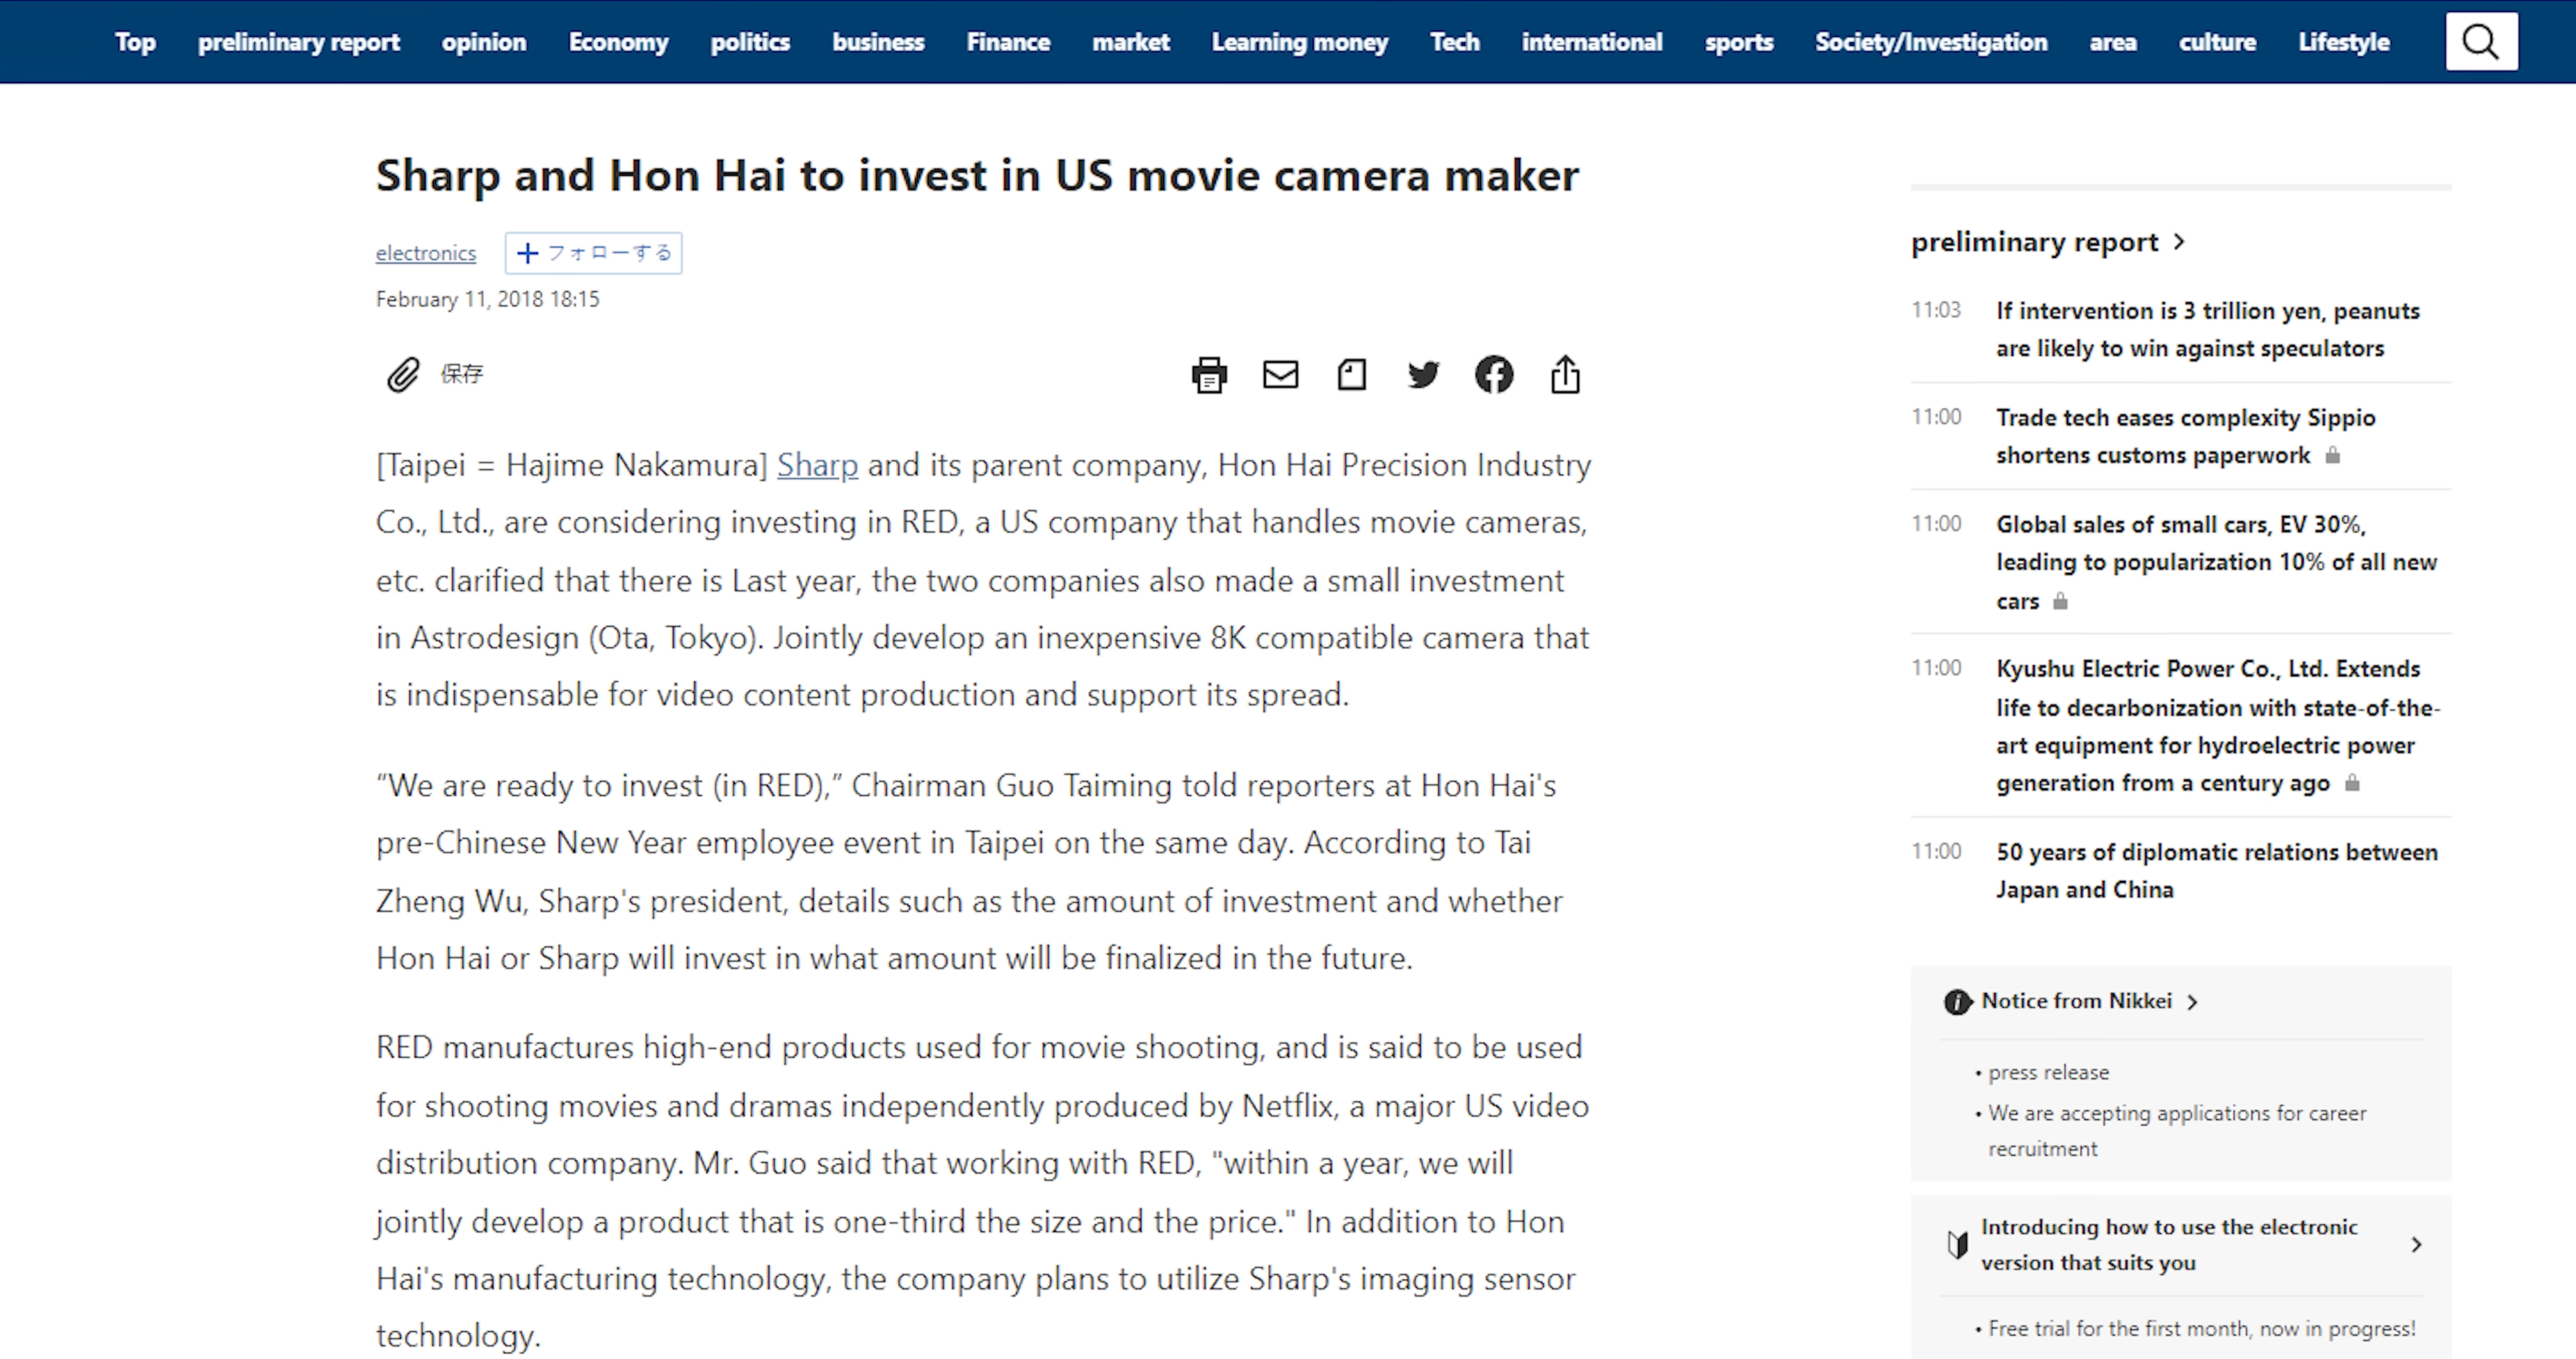 Top preliminary report opinion Economy politics business Finance market Learning money Tech international sports Society/Investigation area culture Lifestyle
Sharp and Hon Hai to invest in US movie camera maker
electronics + フォローする
February 11, 2018 18:15
保存
[Taipei = Hajime Nakamura] Sharp and its parent company, Hon Hai Precision Industry
Co., Ltd., are considering investing in RED, a US company that handles movie cameras,
etc. clarified that there is Last year, the two companies also made a small investment
in Astrodesign (Ota, Tokyo). Jointly develop an inexpensive 8K compatible camera that
is indispensable for video content production and support its spread.
“We are ready to invest (in RED),” Chairman Guo Taiming told reporters at Hon Hai's
pre-Chinese New Year employee event in Taipei on the same day. According to Tai
Zheng Wu, Sharp's president, details such as the amount of investment and whether
Hon Hai or Sharp will invest in what amount will be finalized in the future.
RED manufactures high-end products used for movie shooting, and is said to be used
for shooting movies and dramas independently produced by Netflix, a major US video
distribution company. Mr. Guo said that working with RED, "within a year, we will
jointly develop a product that is one-third the size and the price." In addition to Hon
Hai's manufacturing technology, the company plans to utilize Sharp's imaging sensor
technology.
preliminary report
11:03 If intervention is 3 trillion yen, peanuts
are likely to win against speculators
11:00 Trade tech eases complexity Sippio
shortens customs paperwork
11:00 Global sales of small cars, EV 30%,
leading to popularization 10% of all new
cars
11:00 Kyushu Electric Power Co., Ltd. Extends
life to decarbonization with state-of-the-
art equipment for hydroelectric power
generation from a century ago
11:00 50 years of diplomatic relations between
Japan and China
Notice from Nikkei
• press release
• We are accepting applications for career
recruitment
Introducing how to use the electronic
version that suits you
• Free trial for the first month, now in progress!